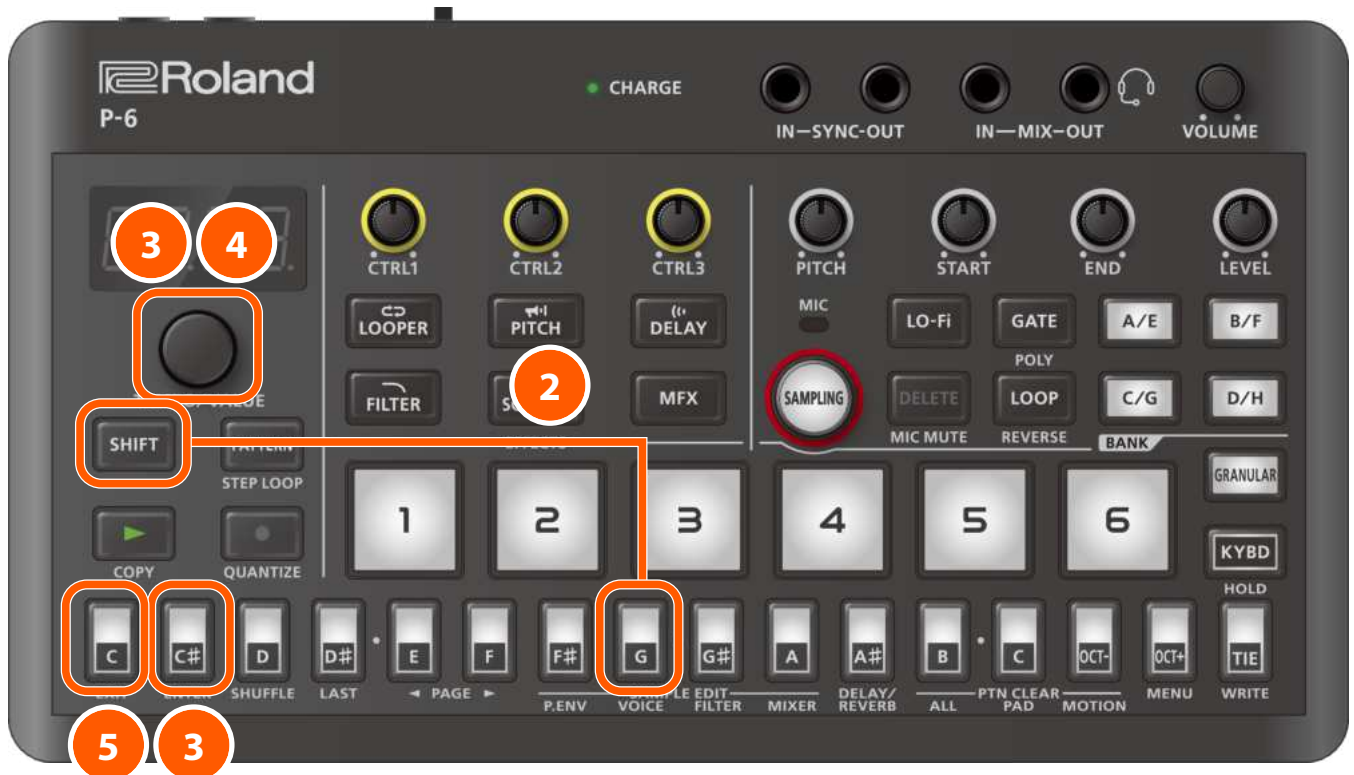 Roland
P-6
CHARGE
IN-SYNC-OUT
IN-MIX-OUT
VOLUME
3
4
CTRL1
CTRL2
CTRL3
PITCH
START
END
LEVEL
LOOPER
PITCH
DELAY
MIC
LO-Fi
GATE
A/E
B/F
POLY
VALUE
FILTER
2
MFX
SAMPLING
DELETE
LOOP
C/G
D/H
MIC MUTE
REVERSE
BANK
SHIFT
PATTERN
STEP LOOP
GRANULAR
1
2
3
4
5
6
COPY
QUANTIZE
KYBD
HOLD
C
C#
D
D#
E
F
F#
G
G#
A
A#
B
C
OCT-
OCT+
TIE
SHUFFLE
LAST
◄ PAGE ►
SAMPLE EDIT
P.ENV
VOICE
FILTER
MIXER
DELAY/
REVERB
PTN CLEAR
ALL
PAD
MOTION
MENU
WRITE
5
3